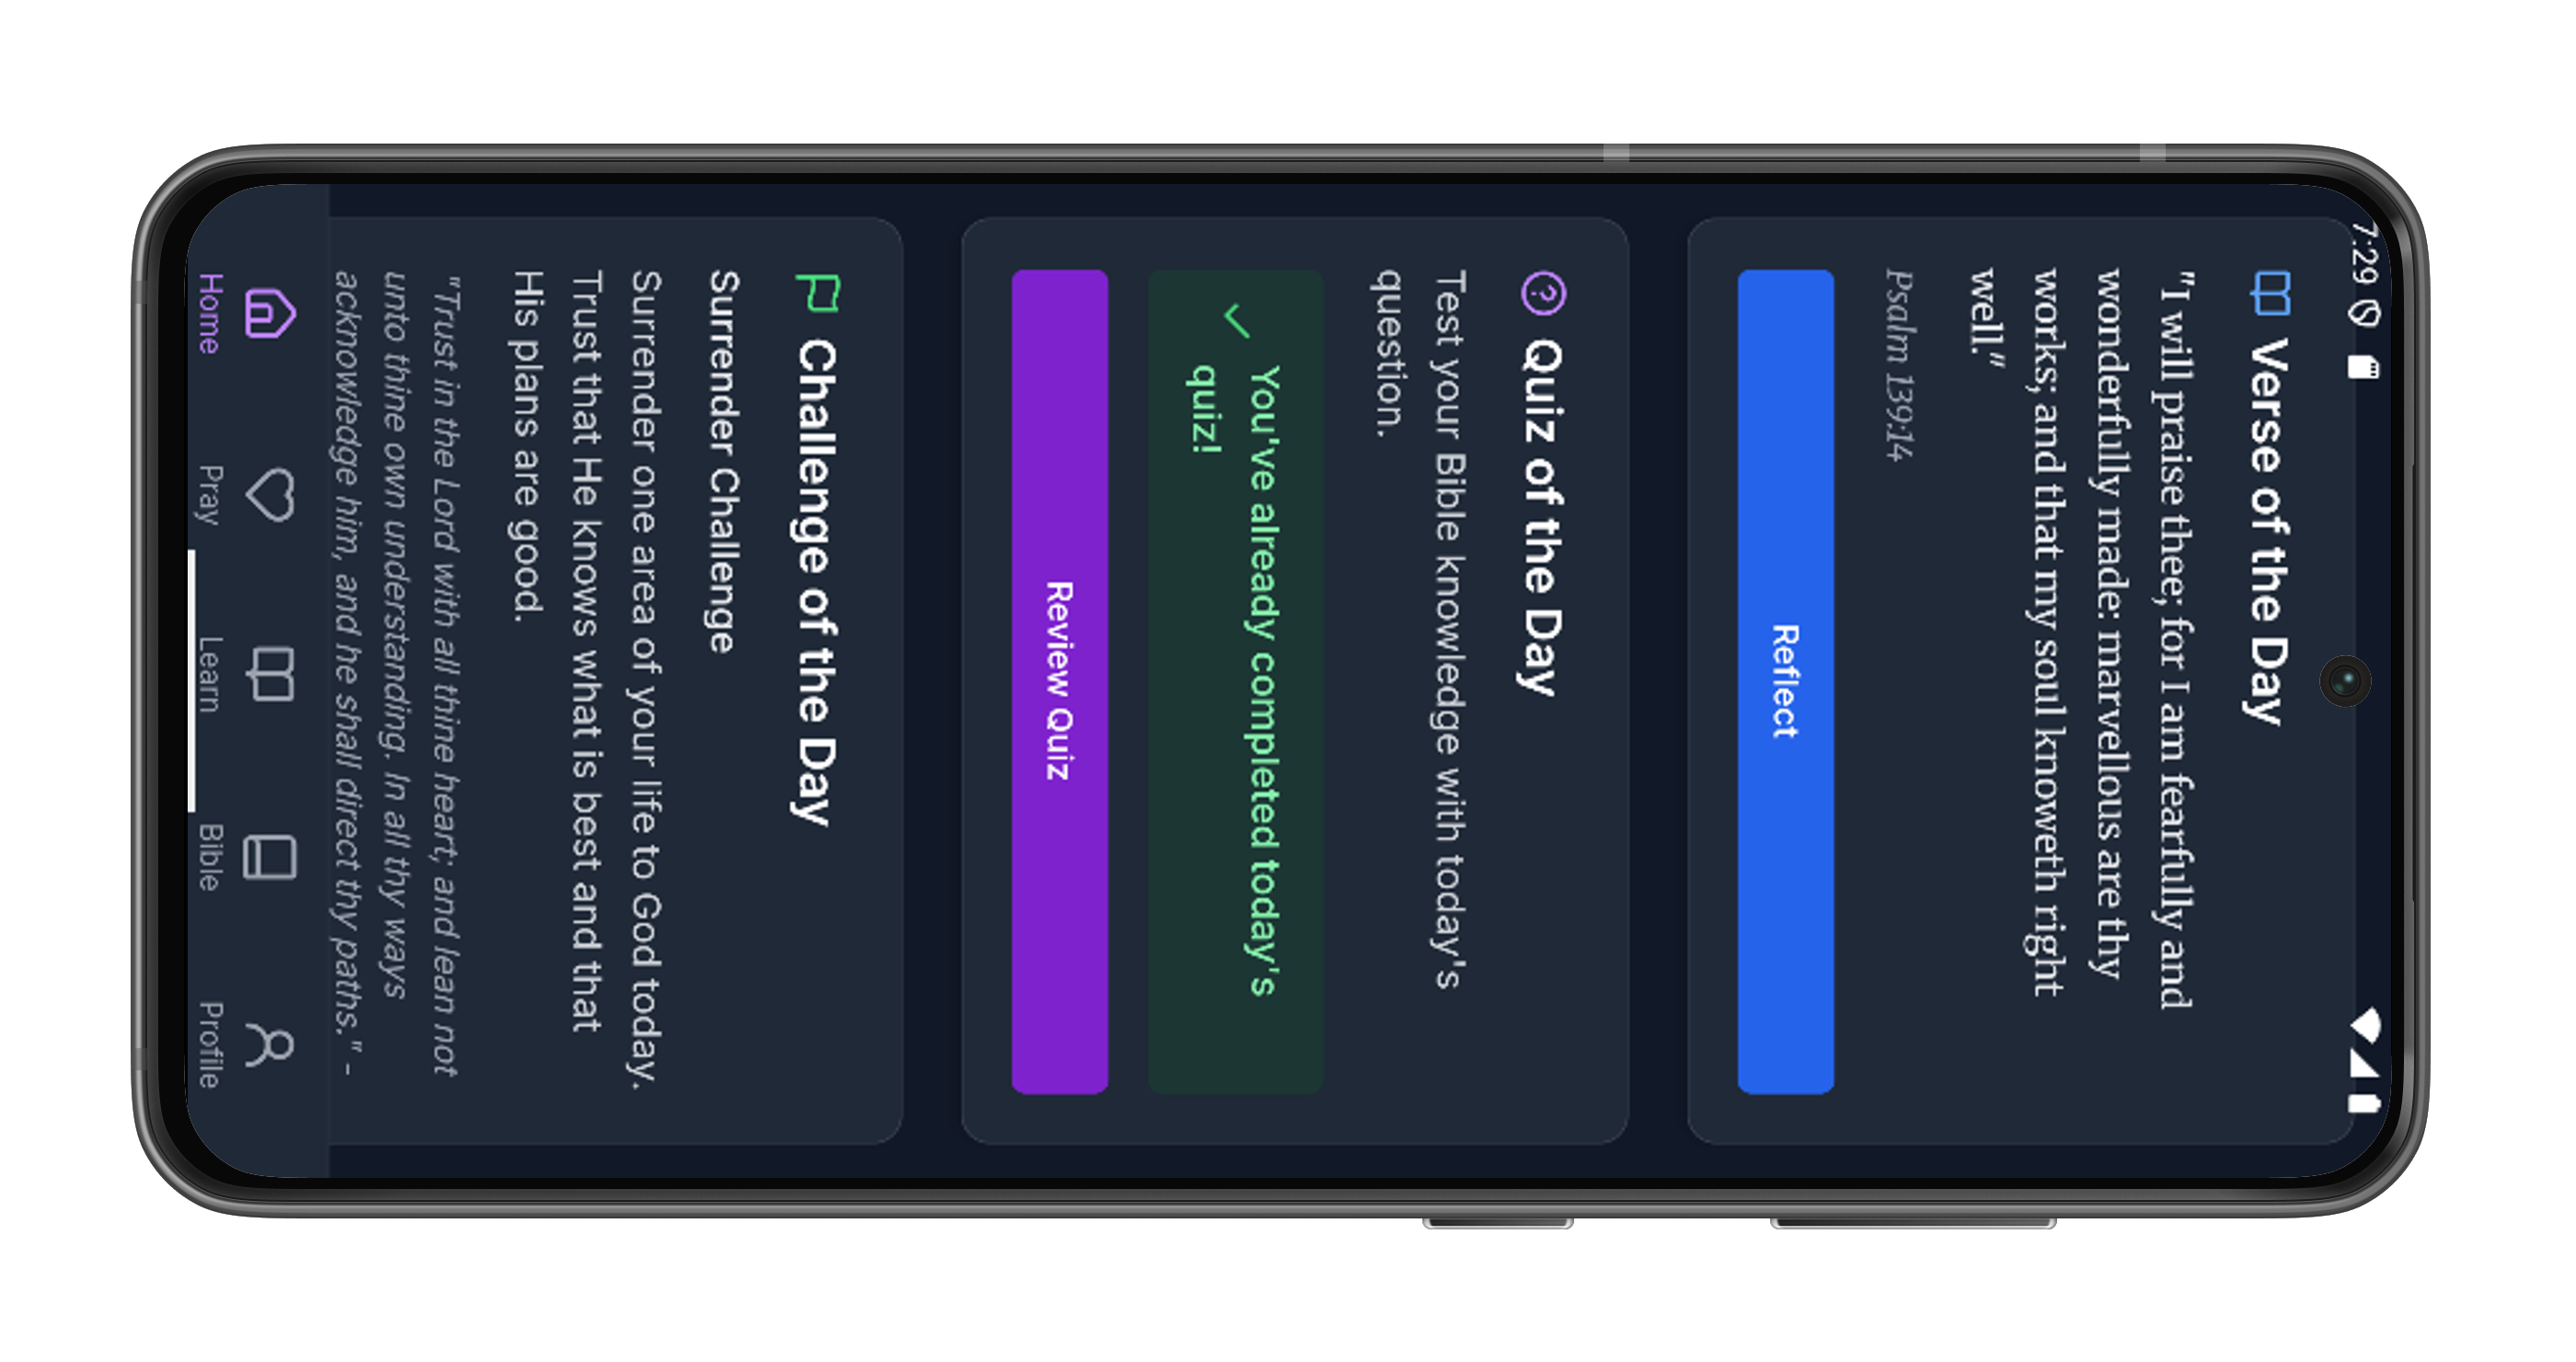 7:29
Verse of the Day
"I will praise thee; for I am fearfully and
wonderfully made: marvellous are thy
works; and that my soul knoweth right
well."
Psalm 139:14
Reflect
Quiz of the Day
Test your Bible knowledge with today's
question.
You've already completed today's
quiz!
Review Quiz
Challenge of the Day
Surrender Challenge
Surrender one area of your life to God today.
Trust that He knows what is best and that
His plans are good.
"Trust in the Lord with all thine heart; and lean not
unto thine own understanding. In all thy ways
acknowledge him, and he shall direct thy paths." -
Home Pray Learn Bible Profile